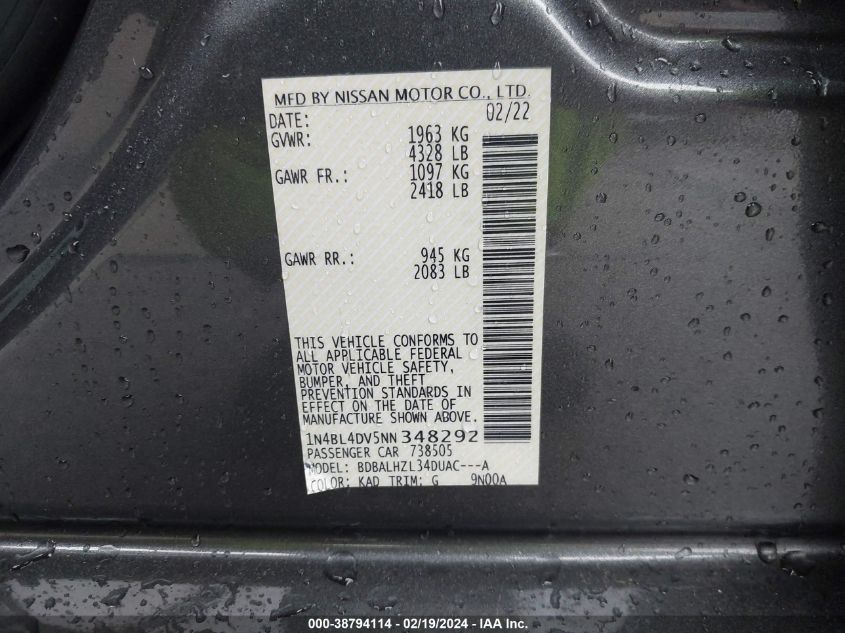 MFD BY NISSAN MOTOR CO., LTD.
DATE: 02/22
GVWR: 1963 KG
4328 LB
GAWR FR.: 1097 KG
2418 LB
GAWR RR.: 945 KG
2083 LB
THIS VEHICLE CONFORMS TO
ALL APPLICABLE FEDERAL
MOTOR VEHICLE SAFETY,
BUMPER, AND THEFT
PREVENTION STANDARDS IN
EFFECT ON THE DATE OF
MANUFACTURE SHOWN ABOVE.
1N4BL4DV5NN348292
PASSENGER CAR 738505
MODEL: BDBALHZL34DUAC---A
COLOR: KAD TRIM: G 9N00A
000-38794114 - 02/19/2024 - IAA Inc.